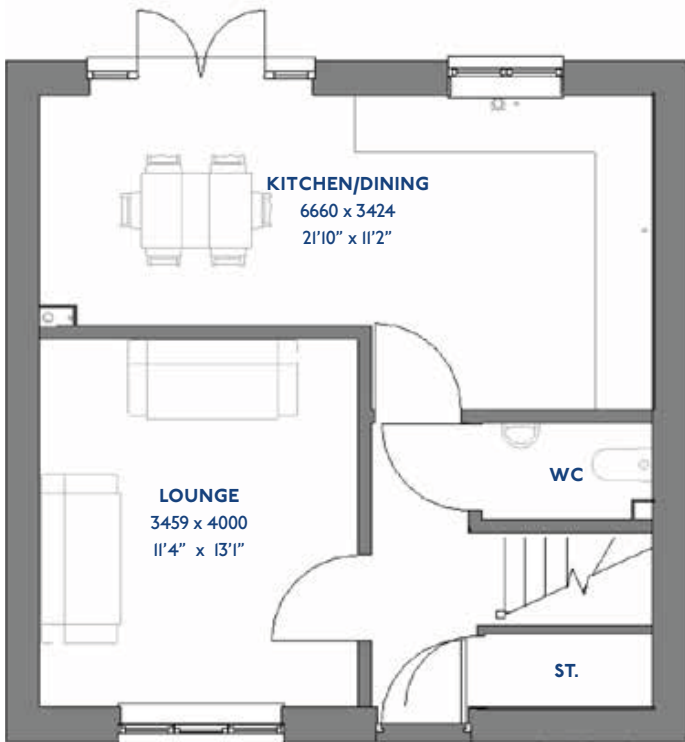 KITCHEN/DINING
6660 x 3424
21'10" x 11'2"
WC
LOUNGE
3459 x 4000
11'4" x 13'1"
ST.